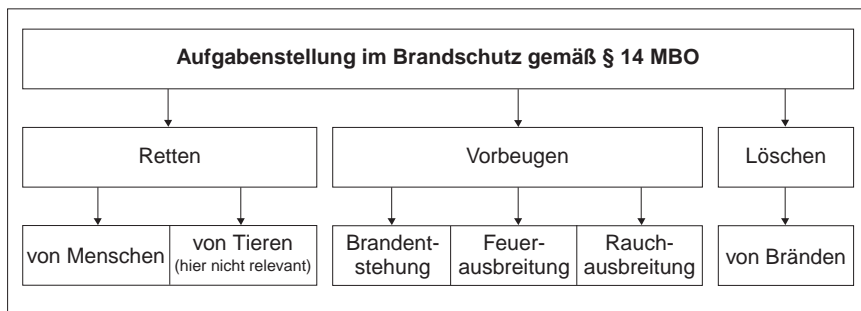 Aufgabenstellung im Brandschutz gemäß § 14 MBO
Retten
Vorbeugen
Löschen
von Menschen
von Tieren
(hier nicht relevant)
Brandent-
stehung
Feuer-
ausbreitung
Rauch-
ausbreitung
von Bränden